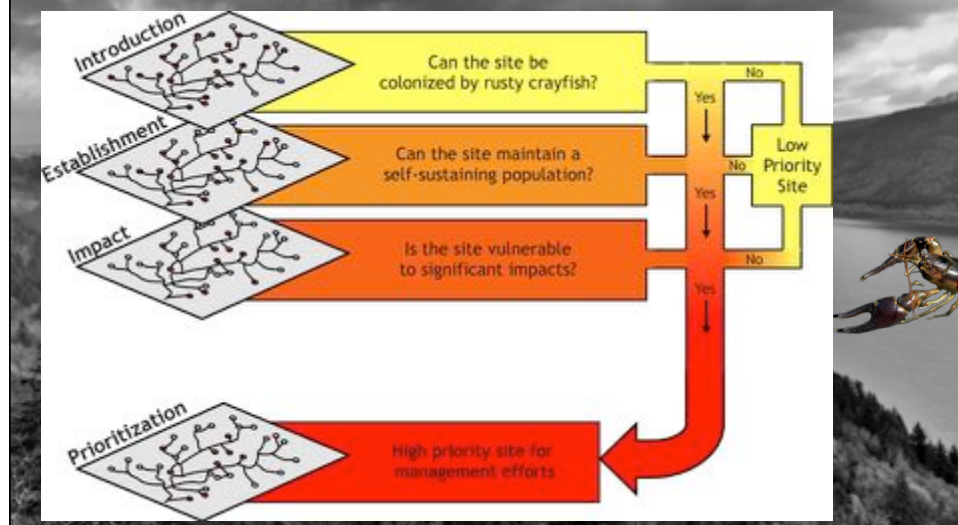 Introduction
Can the site be
colonized by rusty crayfish?
No
Yes
Establishment
Can the site maintain a
self-sustaining population?
No
Low
Priority
Site
Yes
Impact
Is the site vulnerable
to significant impacts?
No
Yes
Prioritization
High priority site for
management efforts